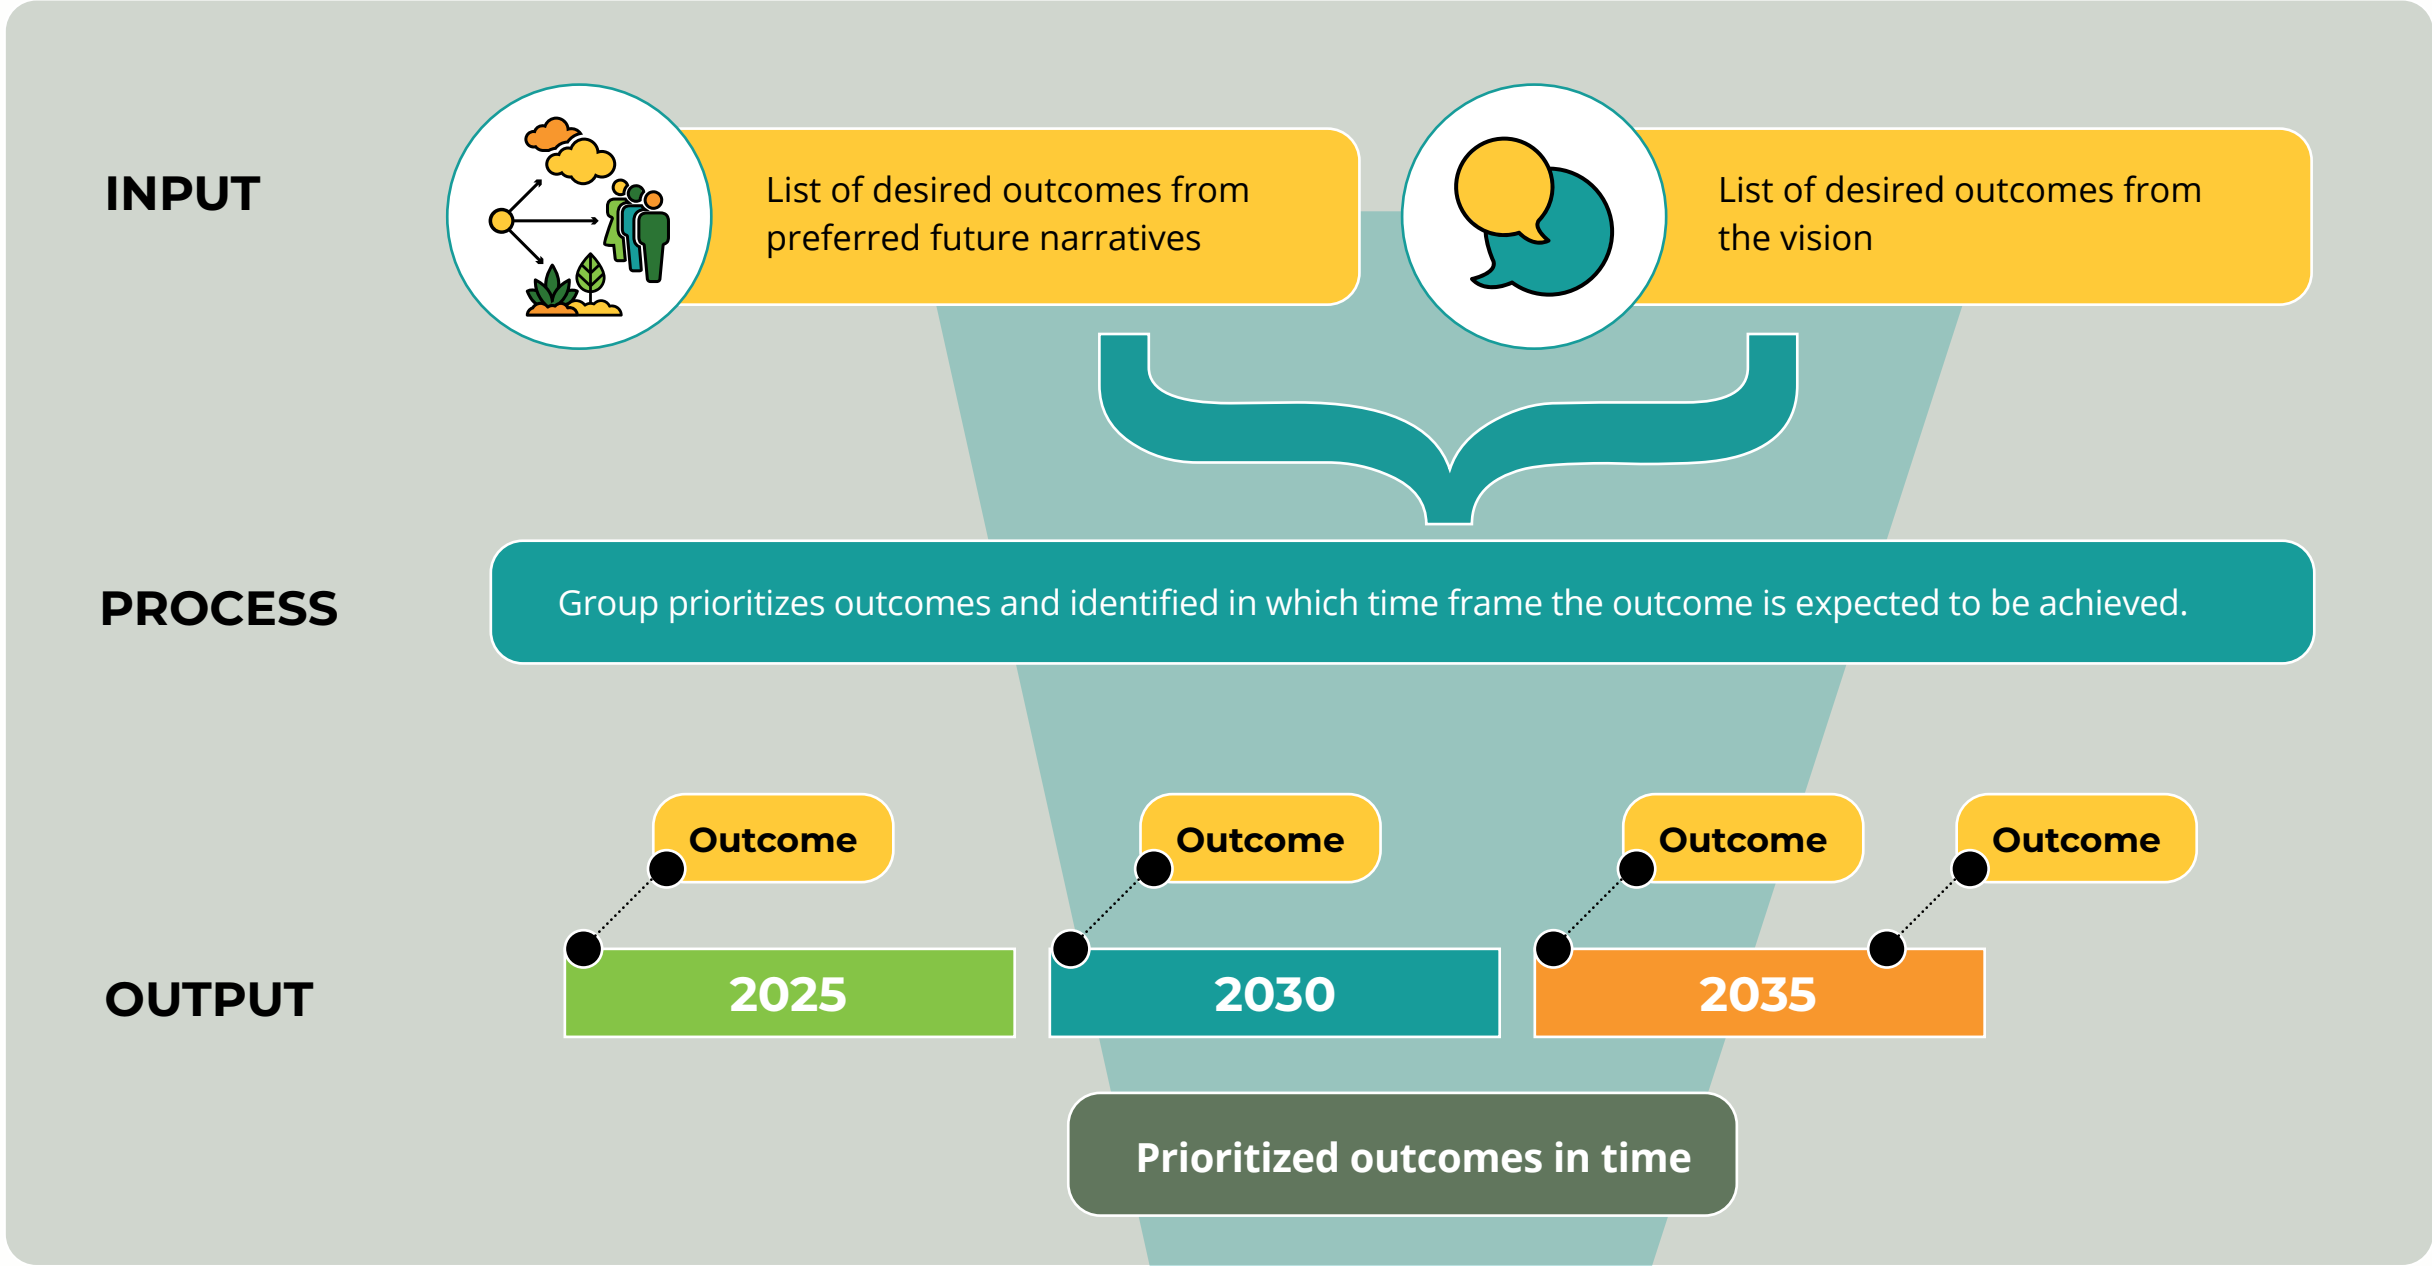 INPUT
List of desired outcomes from
preferred future narratives
List of desired outcomes from
the vision
PROCESS
Group prioritizes outcomes and identified in which time frame the outcome is expected to be achieved.
Outcome
Outcome
Outcome
Outcome
OUTPUT
2025
2030
2035
Prioritized outcomes in time